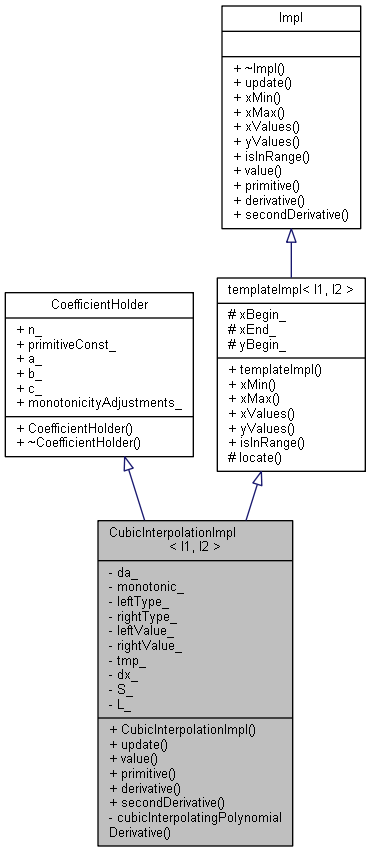 Impl
+ ~Impl()
+ update()
+ xMin()
+ xMax()
+ xValues()
+ yValues()
+ isInRange()
+ value()
+ primitive()
+ derivative()
+ secondDerivative()
templateImpl< I1, I2 >
# xBegin_
# xEnd_
# yBegin_
+ templateImpl()
+ xMin()
+ xMax()
+ xValues()
+ yValues()
+ isInRange()
# locate()
CoefficientHolder
+ n_
+ primitiveConst_
+ a_
+ b_
+ c_
+ monotonicityAdjustments_
+ CoefficientHolder()
+ ~CoefficientHolder()
CubicInterpolationImpl
< I1, I2 >
- da_
- monotonic_
- leftType_
- rightType_
- leftValue_
- rightValue_
- tmp_
- dx_
- S_
- L_
+ CubicInterpolationImpl()
+ update()
+ value()
+ primitive()
+ derivative()
+ secondDerivative()
- cubicInterpolatingPolynomial
Derivative()